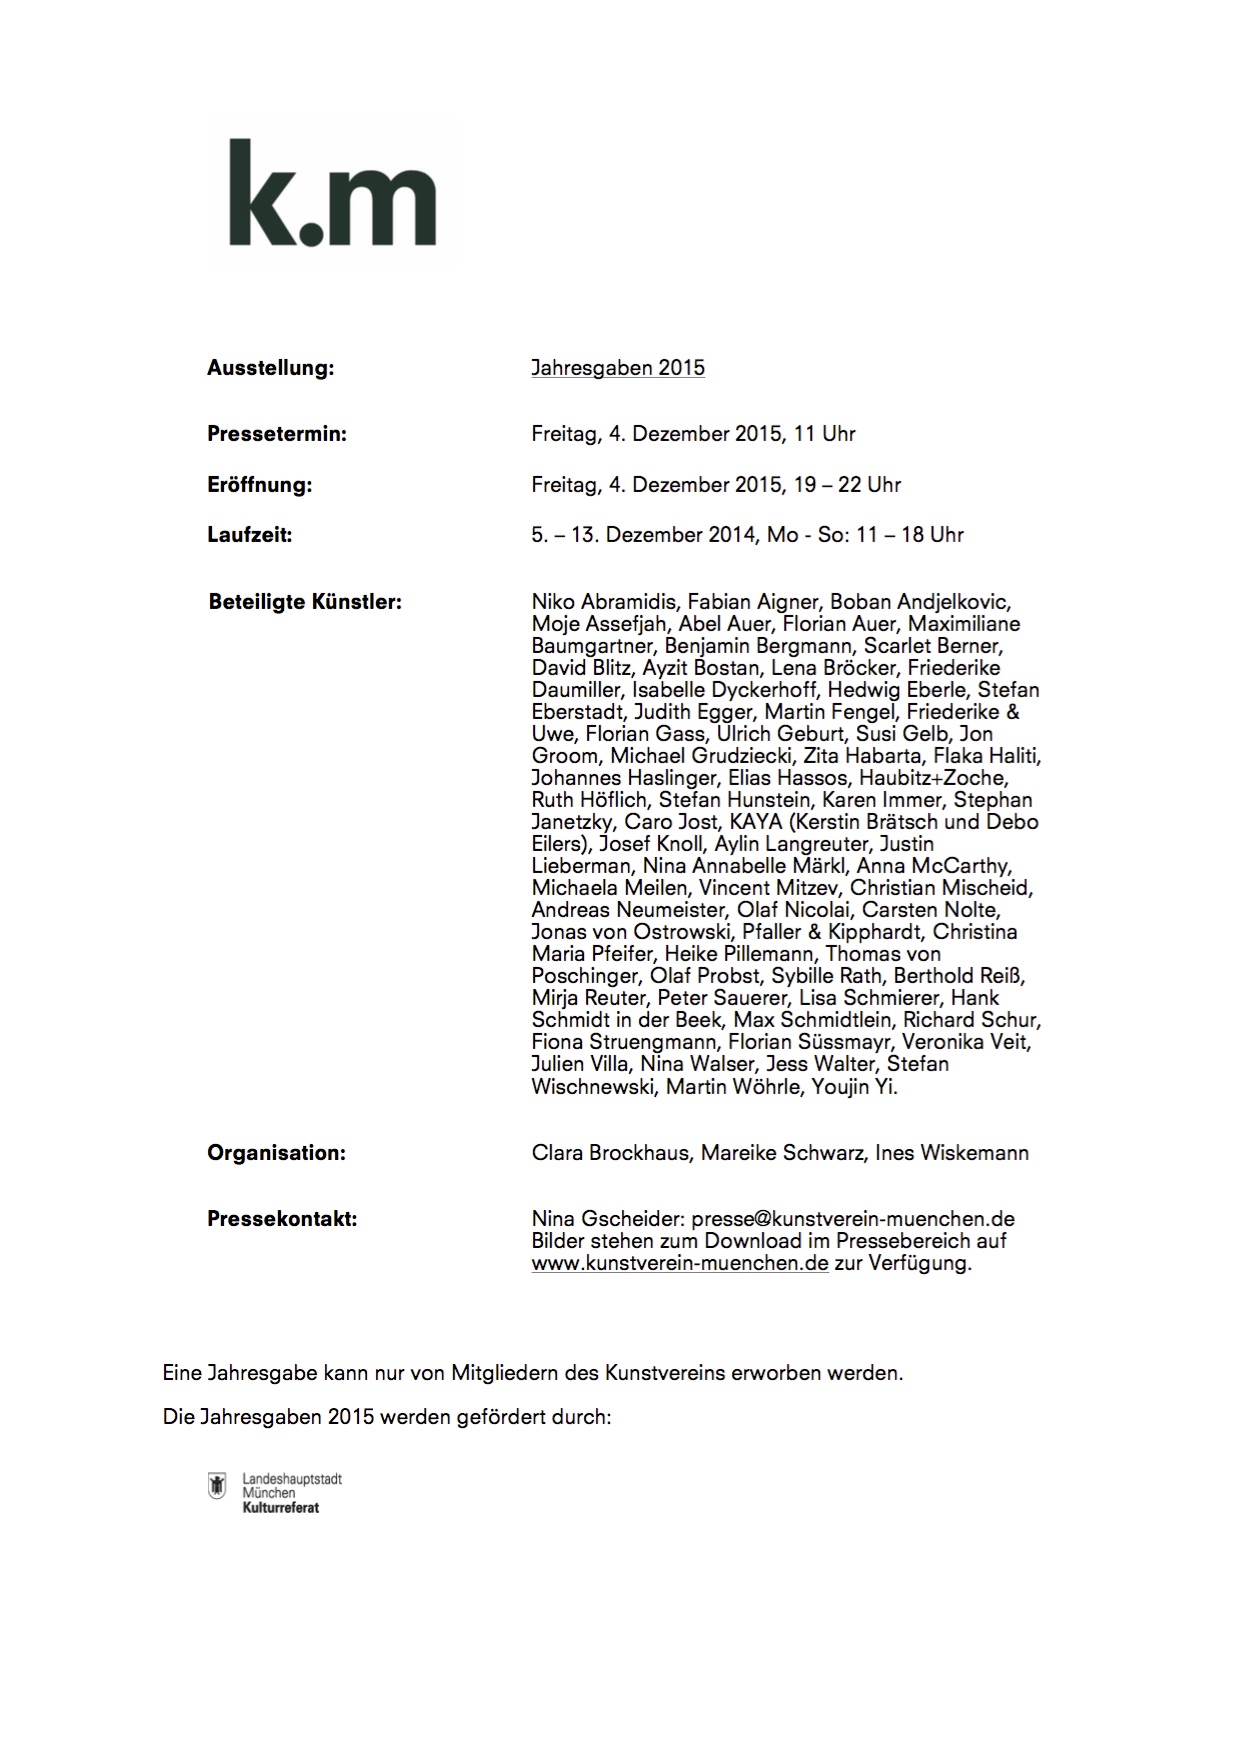 k.m
Ausstellung: Jahresgaben 2015
Pressetermin: Freitag, 4. Dezember 2015, 11 Uhr
Eröffnung: Freitag, 4. Dezember 2015, 19 – 22 Uhr
Laufzeit: 5. – 13. Dezember 2014, Mo - So: 11 – 18 Uhr
Beteiligte Künstler: Niko Abramidis, Fabian Aigner, Boban Andjelkovic,
Moje Assefjah, Abel Auer, Florian Auer, Maximiliane
Baumgartner, Benjamin Bergmann, Scarlet Berner,
David Blitz, Ayzit Bostan, Lena Bröcker, Friederike
Daumiller, Isabelle Dyckerhoff, Hedwig Eberle, Stefan
Eberstadt, Judith Egger, Martin Fengel, Friederike &
Uwe, Florian Gass, Ulrich Geburt, Susi Gelb, Jon
Groom, Michael Grudziecki, Zita Habarta, Flaka Haliti,
Johannes Haslinger, Elias Hassos, Haubitz+Zoche,
Ruth Höflich, Stefan Hunstein, Karen Immer, Stephan
Janetzky, Caro Jost, KAYA (Kerstin Brätsch und Debo
Eilers), Josef Knoll, Aylin Langreuter, Justin
Lieberman, Nina Annabelle Märkl, Anna McCarthy,
Michaela Meilen, Vincent Mitzev, Christian Mischeid,
Andreas Neumeister, Olaf Nicolai, Carsten Nolte,
Jonas von Ostrowski, Pfaller & Kipphardt, Christina
Maria Pfeifer, Heike Pillemann, Thomas von
Poschinger, Olaf Probst, Sybille Rath, Berthold Reiß,
Mirja Reuter, Peter Sauerer, Lisa Schmierer, Hank
Schmidt in der Beek, Max Schmidtlein, Richard Schur,
Fiona Struengmann, Florian Süssmayr, Veronika Veit,
Julien Villa, Nina Walser, Jess Walter, Stefan
Wischnewski, Martin Wöhrle, Youjin Yi.
Organisation: Clara Brockhaus, Mareike Schwarz, Ines Wiskemann
Pressekontakt: Nina Gscheider: presse@kunstverein-muenchen.de
Bilder stehen zum Download im Pressebereich auf
www.kunstverein-muenchen.de zur Verfügung.
Eine Jahresgabe kann nur von Mitgliedern des Kunstvereins erworben werden.
Die Jahresgaben 2015 werden gefördert durch:
Landeshauptstadt
München
Kulturreferat